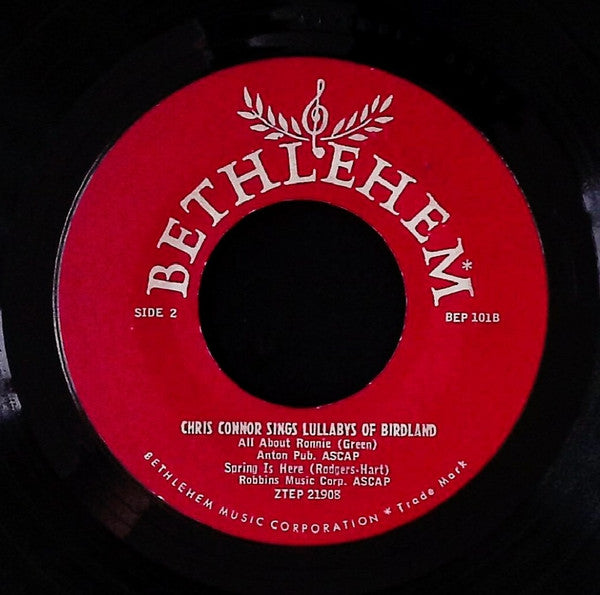 BETHLEHEM*
SIDE 2
BEP 101B
CHRIS CONNOR SINGS LULLABYS OF BIRDLAND
All About Ronnie (Green)
Anton Pub. ASCAP
Spring Is Here (Rodgers-Hart)
Robbins Music Corp. ASCAP
ZTEP 21908
BETHLEHEM MUSIC CORPORATION * Trade Mark